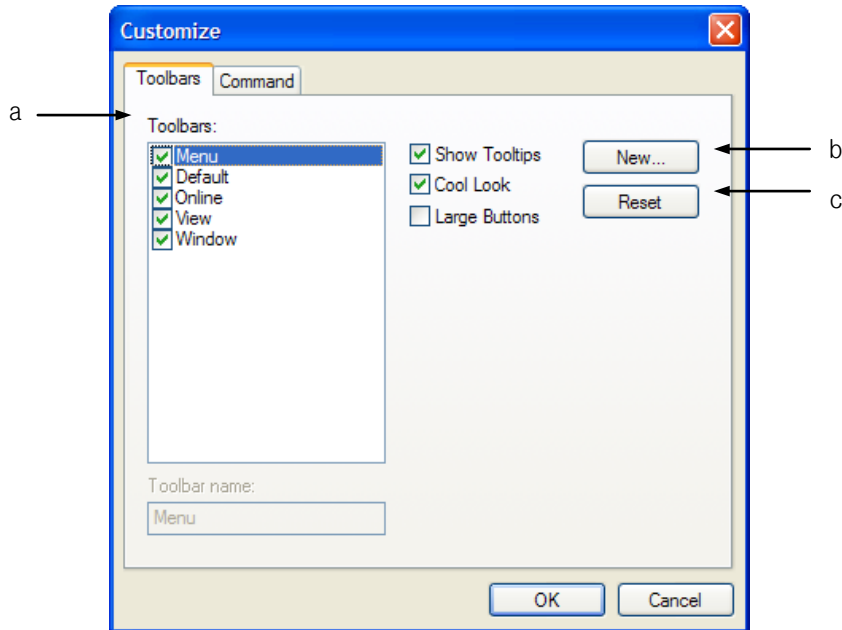 Customize
Toolbars
Command
a
Toolbars:
Menu
Default
Online
View
Window
Show Tooltips
Cool Look
Large Buttons
New...
b
Reset
c
Toolbar name:
Menu
OK
Cancel